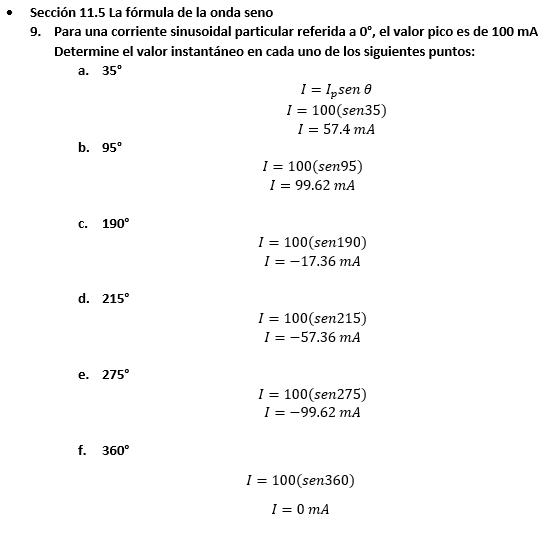 • Sección 11.5 La fórmula de la onda seno
9. Para una corriente sinusoidal particular referida a 0°, el valor pico es de 100 mA
Determine el valor instantáneo en cada uno de los siguientes puntos:
a. 35°
I = Iₚsen θ
I = 100(sen35)
I = 57.4 mA
b. 95°
I = 100(sen95)
I = 99.62 mA
c. 190°
I = 100(sen190)
I = −17.36 mA
d. 215°
I = 100(sen215)
I = −57.36 mA
e. 275°
I = 100(sen275)
I = −99.62 mA
f. 360°
I = 100(sen360)
I = 0 mA